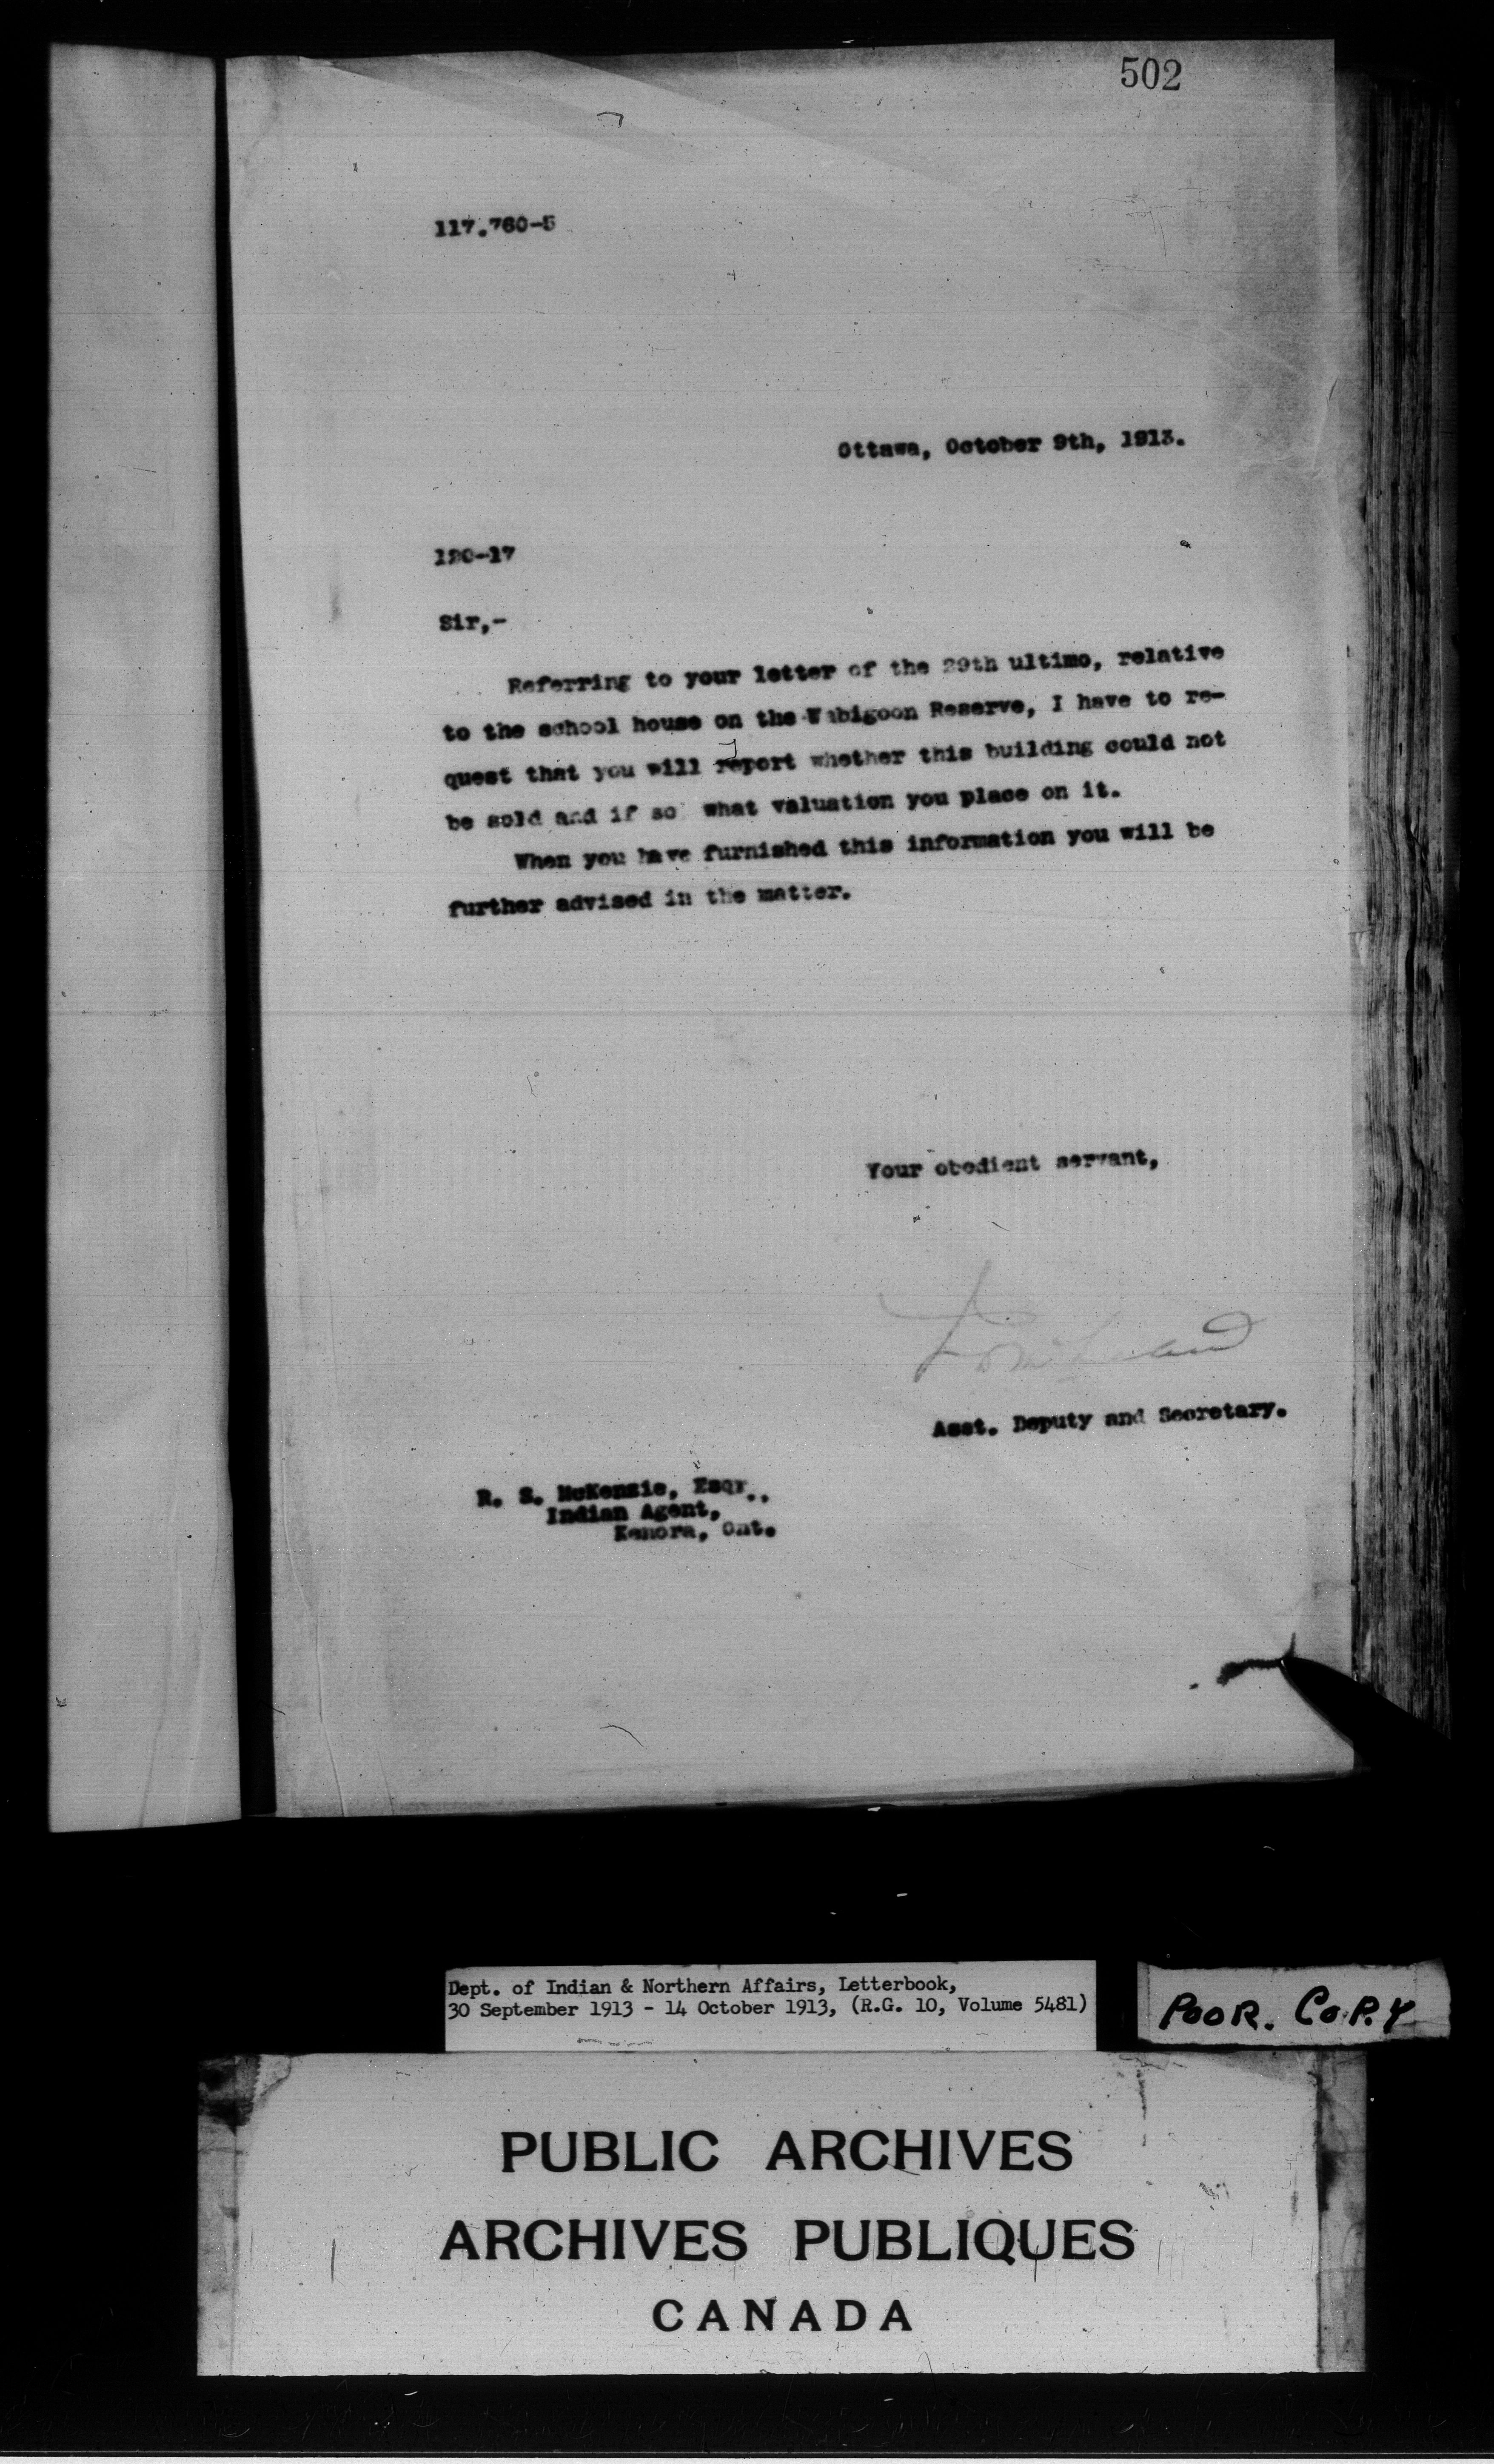 502
117.760-5
Ottawa, October 9th, 1913.
120-17
Sir,-
Referring to your letter of the 29th ultimo, relative
to the school house on the Wabigoon Reserve, I have to re-
quest that you will report whether this building could not
be sold and if so what valuation you place on it.
When you have furnished this information you will be
further advised in the matter.
Your obedient servant,
Asst. Deputy and Secretary.
R. S. McKenzie, Esqr.,
Indian Agent,
Kenora, Ont.
Dept. of Indian & Northern Affairs, Letterbook,
30 September 1913 - 14 October 1913, (R.G. 10, Volume 5481)
POOR. COPY
PUBLIC ARCHIVES
ARCHIVES PUBLIQUES
CANADA